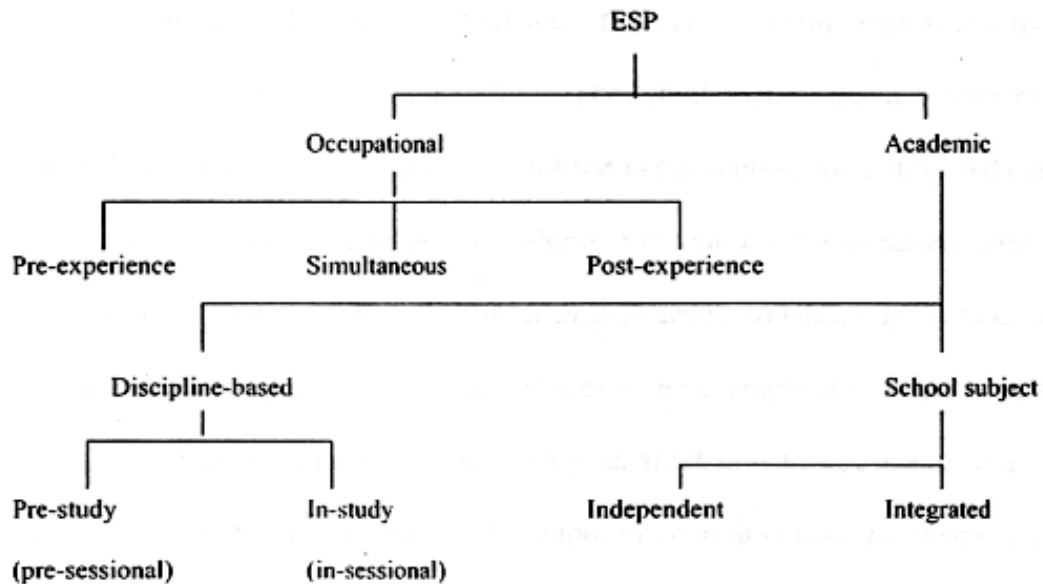 ESP
Occupational Academic
Pre-experience Simultaneous Post-experience
Discipline-based School subject
Pre-study In-study Independent Integrated
(pre-sessional) (in-sessional)